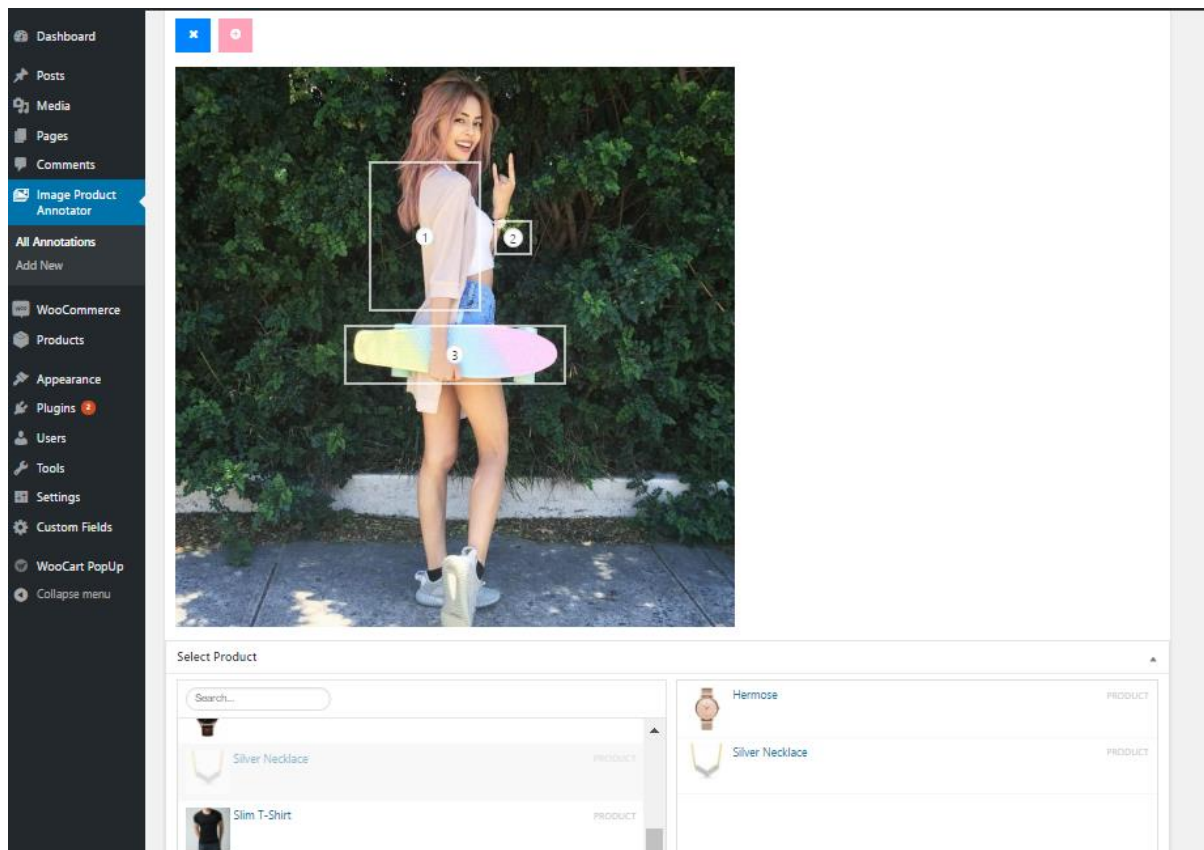 Dashboard
Posts
Media
Pages
Comments
Image Product
Annotator
All Annotations
Add New
WooCommerce
Products
Appearance
Plugins 2
Users
Tools
Settings
Custom Fields
WooCart PopUp
Collapse menu
1
2
3
Select Product
Search...
Silver Necklace PRODUCT
Slim T-Shirt PRODUCT
Hermose PRODUCT
Silver Necklace PRODUCT